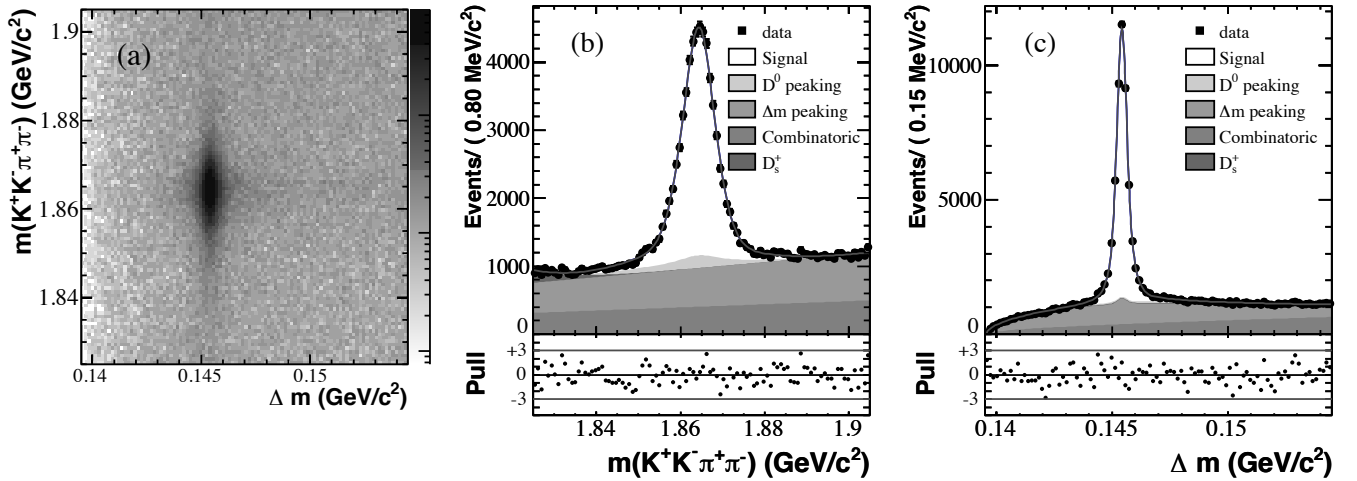 (a)
m(K⁺K⁻π⁺π⁻) (GeV/c²)
1.9
1.88
1.86
1.84
0.14 0.145 0.15
Δ m (GeV/c²)
(b)
Events/ ( 0.80 MeV/c²)
4000
3000
2000
1000
0
data
Signal
D⁰ peaking
Δm peaking
Combinatoric
Dₛ⁺
Pull
+3
0
-3
1.84 1.86 1.88 1.9
m(K⁺K⁻π⁺π⁻) (GeV/c²)
(c)
Events/ ( 0.15 MeV/c²)
10000
5000
0
data
Signal
D⁰ peaking
Δm peaking
Combinatoric
Dₛ⁺
Pull
+3
0
-3
0.14 0.145 0.15
Δ m (GeV/c²)